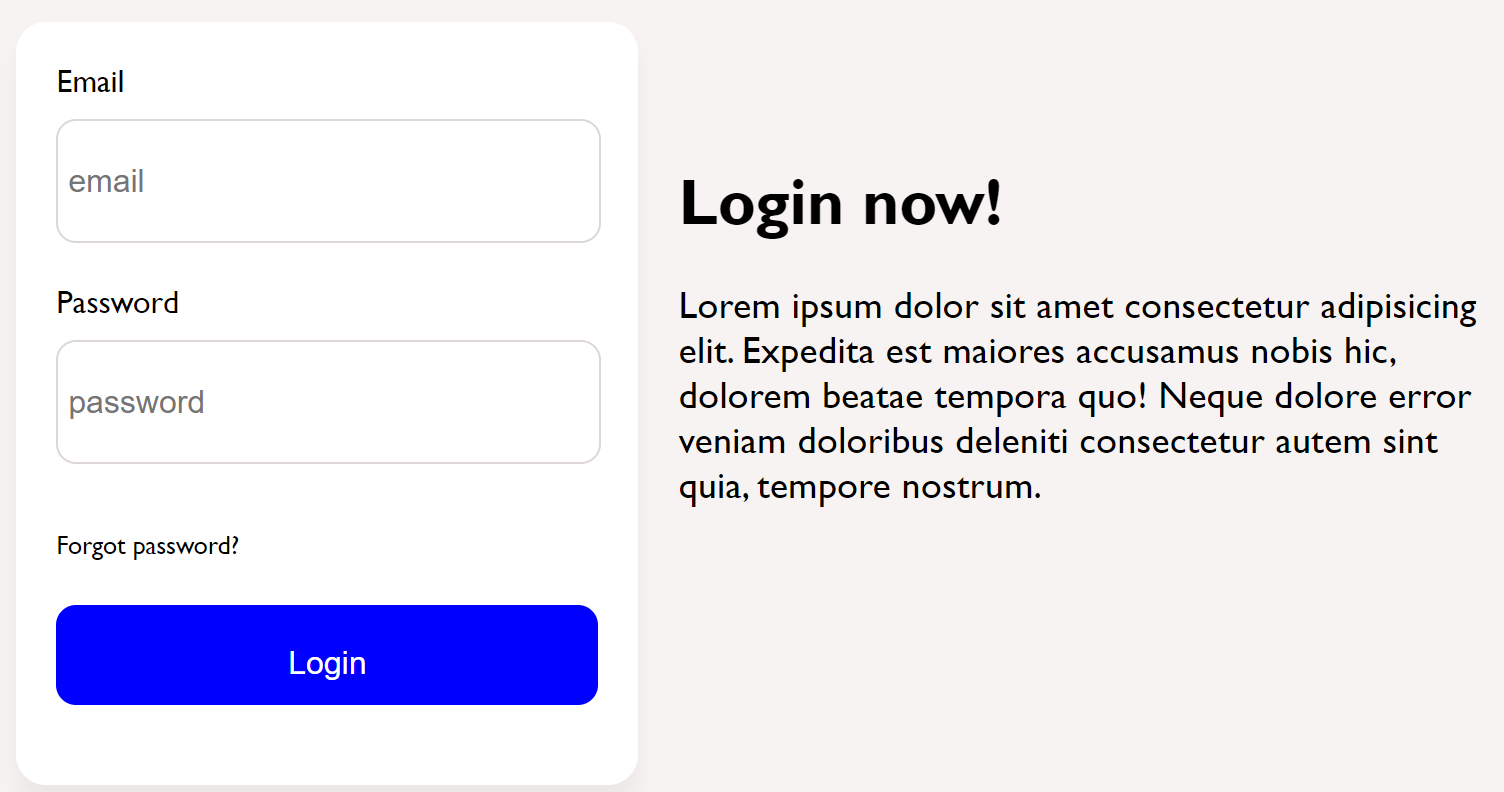 Email
email
Password
password
Forgot password?
Login
Login now!
Lorem ipsum dolor sit amet consectetur adipisicing
elit. Expedita est maiores accusamus nobis hic,
dolorem beatae tempora quo! Neque dolore error
veniam doloribus deleniti consectetur autem sint
quia, tempore nostrum.